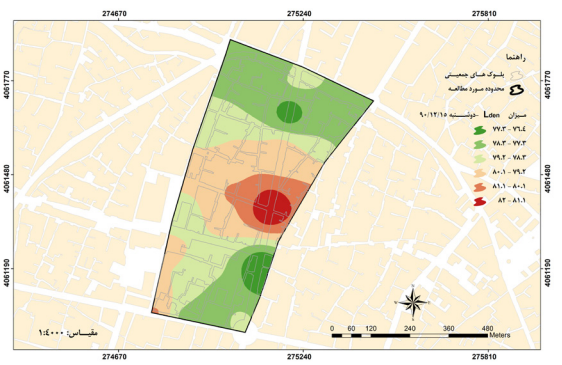 274670 275240 275810
4061770
4061480
4061190
راهنما
بلوک های جمعیتی
محدوده مورد مطالعه
میزان Lden -دوشنبه ۹۰/۱۲/۱۵
۷۷.۳ - ۷۶.٤
۷۸.۳ - ۷۷.۳
۷۹.۲ - ۷۸.۳
۸۰.۱ - ۷۹.۲
۸۱.۱ - ۸۰.۱
۸۲ - ۸۱.۱
4061770
4061480
4061190
مقیاس: ۱:٤۰۰۰
0 60 120 240 360 480
Meters
274670 275240 275810